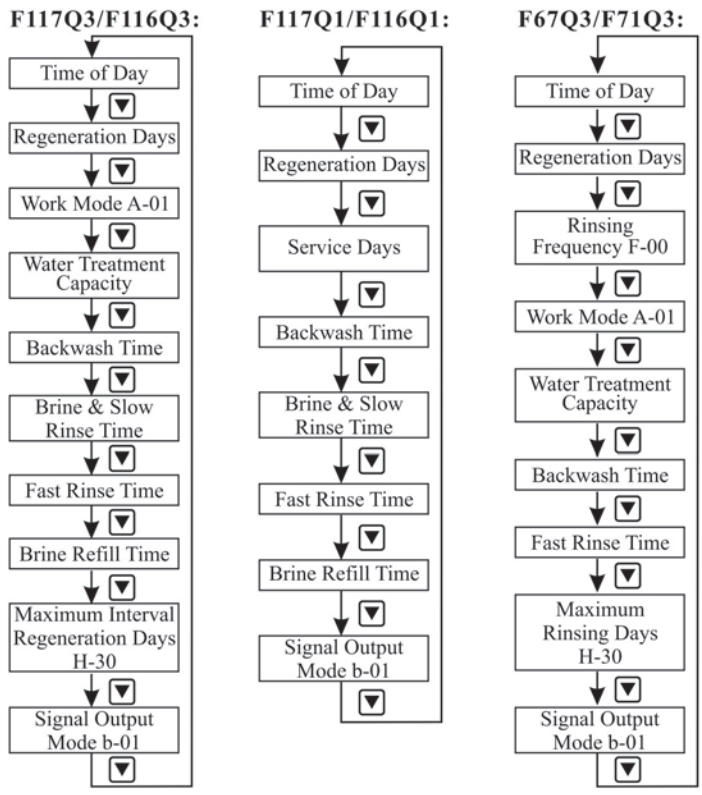 F117Q3/F116Q3:
Time of Day
Regeneration Days
Work Mode A-01
Water Treatment
Capacity
Backwash Time
Brine & Slow
Rinse Time
Fast Rinse Time
Brine Refill Time
Maximum Interval
Regeneration Days
H-30
Signal Output
Mode b-01
F117Q1/F116Q1:
Time of Day
Regeneration Days
Service Days
Backwash Time
Brine & Slow
Rinse Time
Fast Rinse Time
Brine Refill Time
Signal Output
Mode b-01
F67Q3/F71Q3:
Time of Day
Regeneration Days
Rinsing
Frequency F-00
Work Mode A-01
Water Treatment
Capacity
Backwash Time
Fast Rinse Time
Maximum
Rinsing Days
H-30
Signal Output
Mode b-01